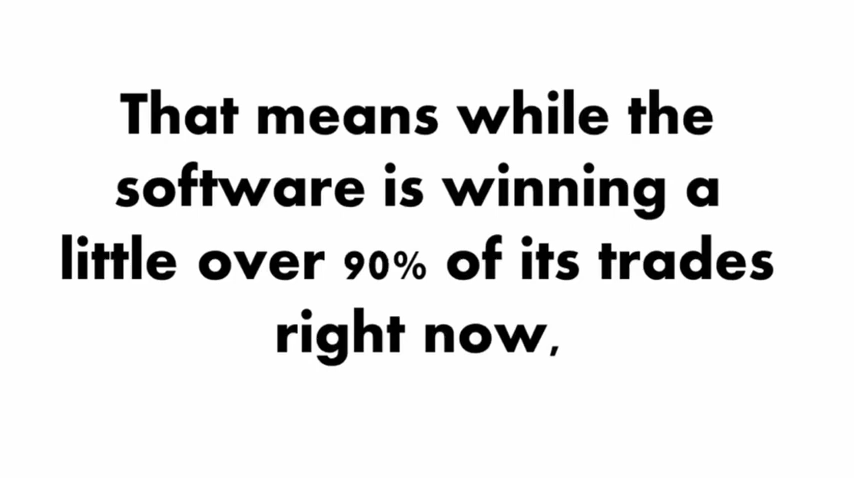 That means while the
software is winning a
little over 90% of its trades
right now,